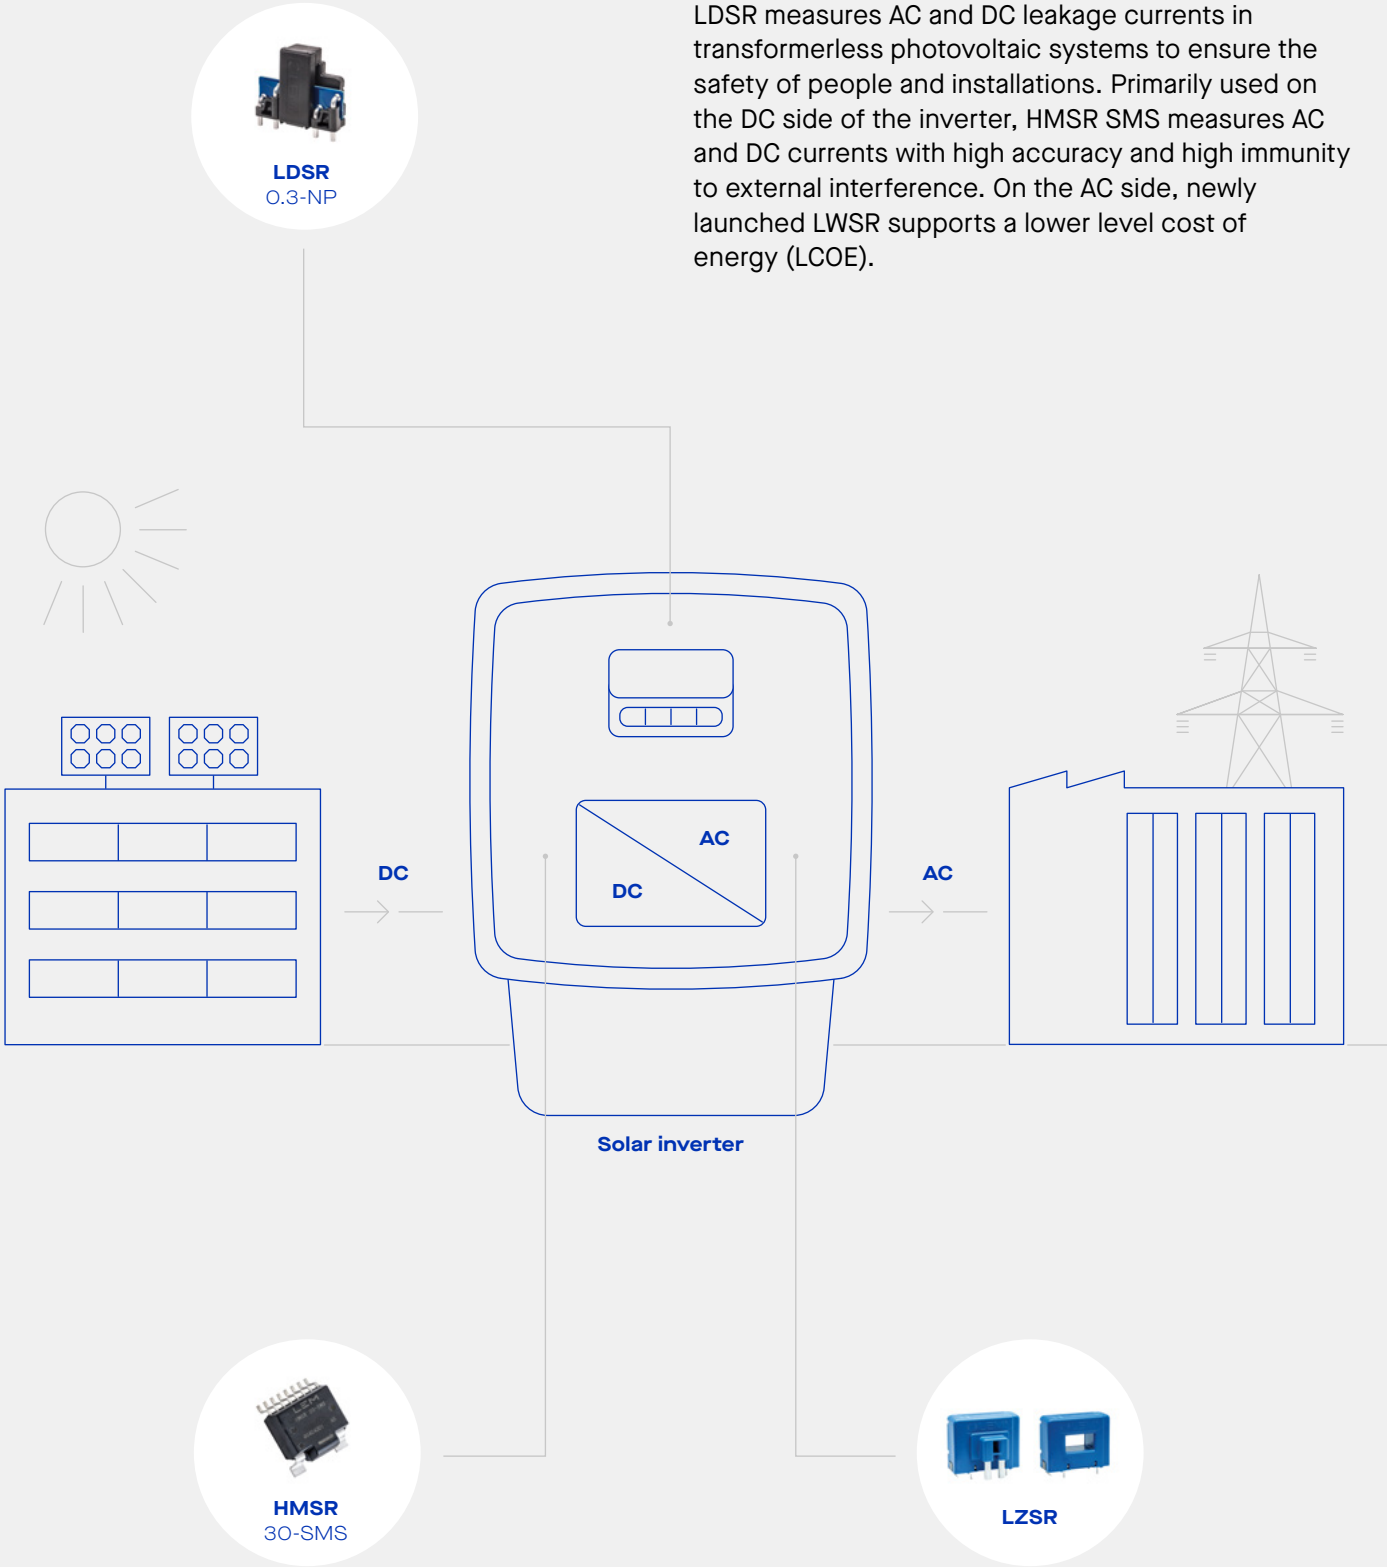 LDSR measures AC and DC leakage currents in
transformerless photovoltaic systems to ensure the
safety of people and installations. Primarily used on
the DC side of the inverter, HMSR SMS measures AC
and DC currents with high accuracy and high immunity
to external interference. On the AC side, newly
launched LWSR supports a lower level cost of
energy (LCOE).
LDSR
0.3-NP
AC
DC
DC
AC
Solar inverter
LEM
HMSR
30-SMS
LZSR